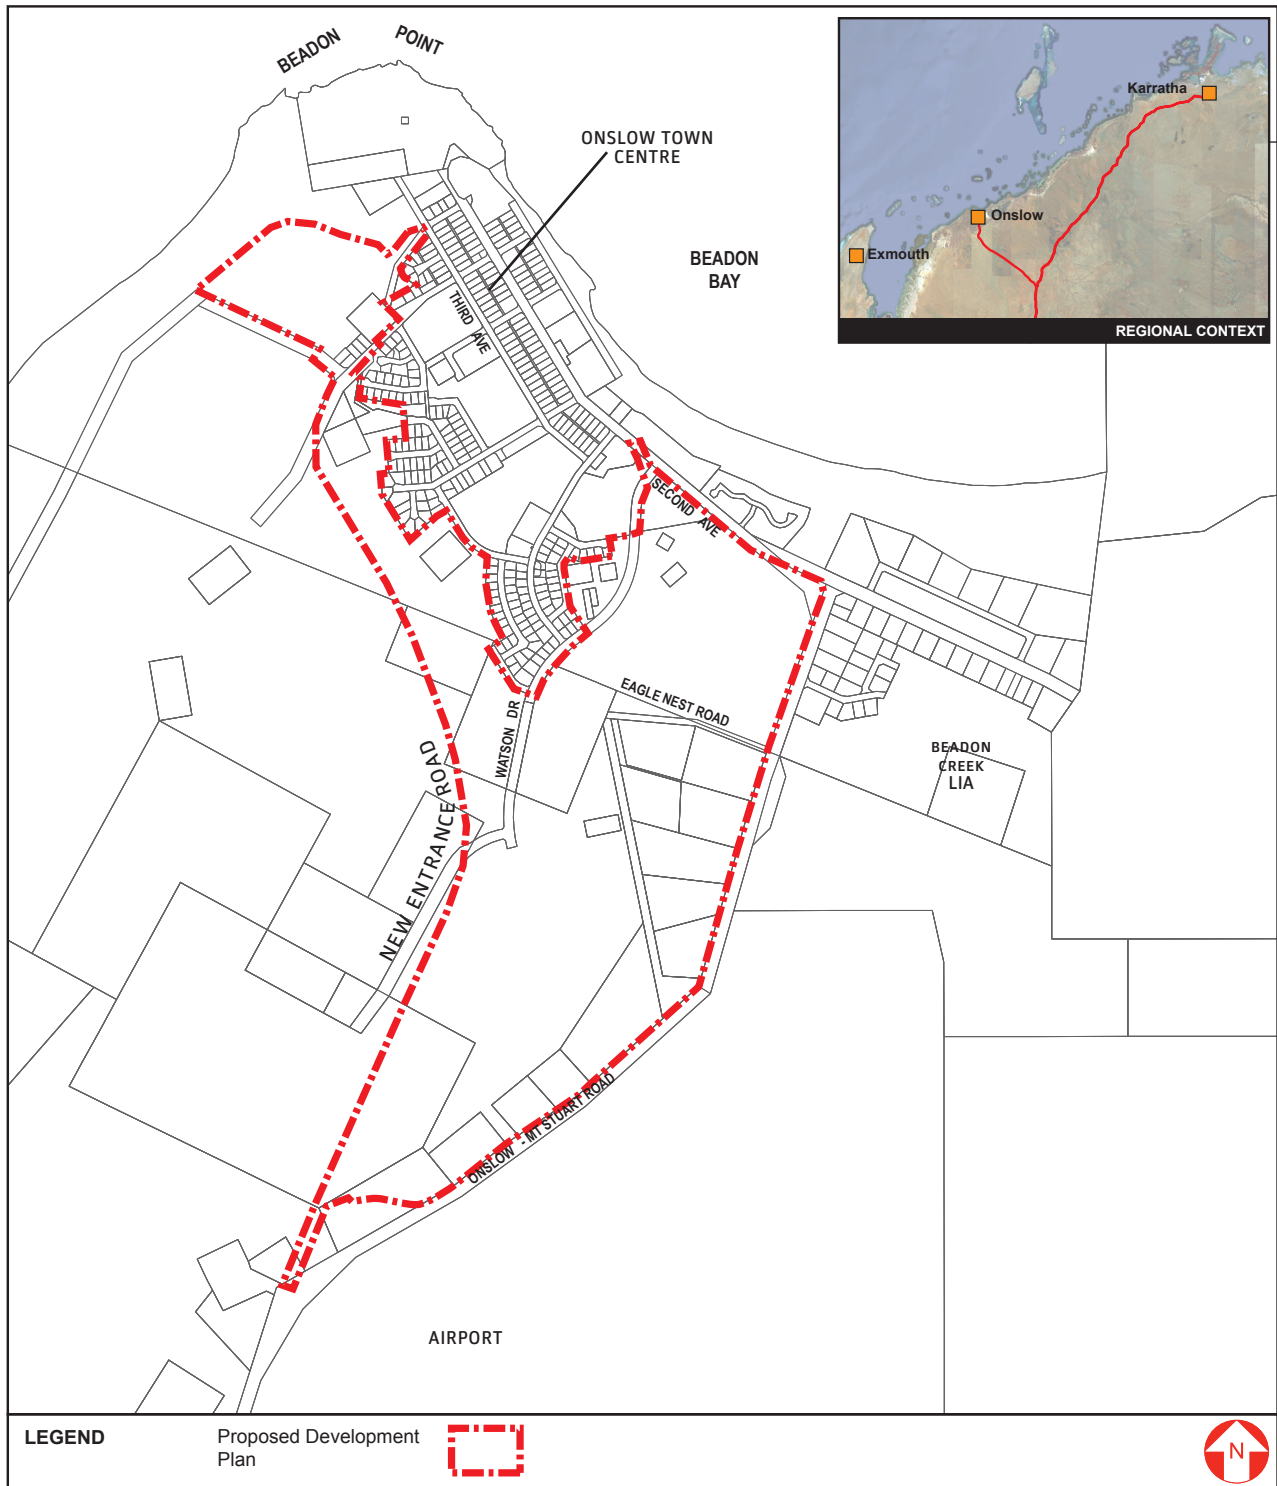 BEADON
POINT
ONSLOW TOWN
CENTRE
Karratha
Onslow
Exmouth
REGIONAL CONTEXT
BEADON
BAY
THIRD AVE
SECOND AVE
EAGLE NEST ROAD
WATSON DR
BEADON
CREEK
LIA
NEW ENTRANCE ROAD
ONSLOW - MT STUART ROAD
AIRPORT
LEGEND
Proposed Development
Plan
N